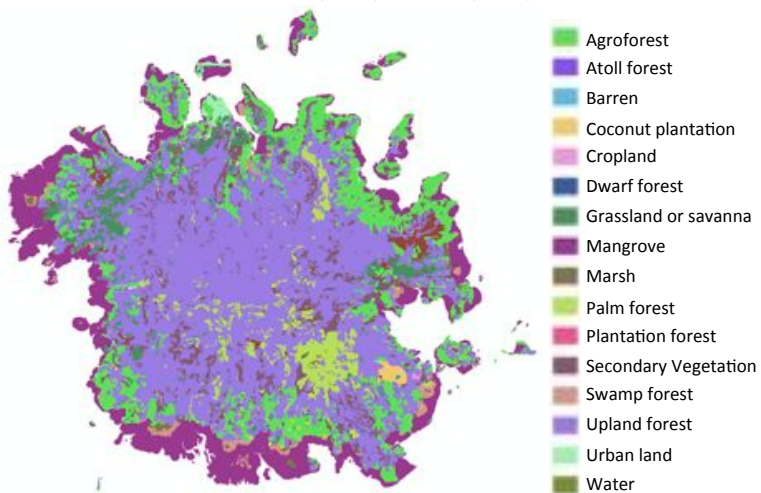 Agroforest
Atoll forest
Barren
Coconut plantation
Cropland
Dwarf forest
Grassland or savanna
Mangrove
Marsh
Palm forest
Plantation forest
Secondary Vegetation
Swamp forest
Upland forest
Urban land
Water